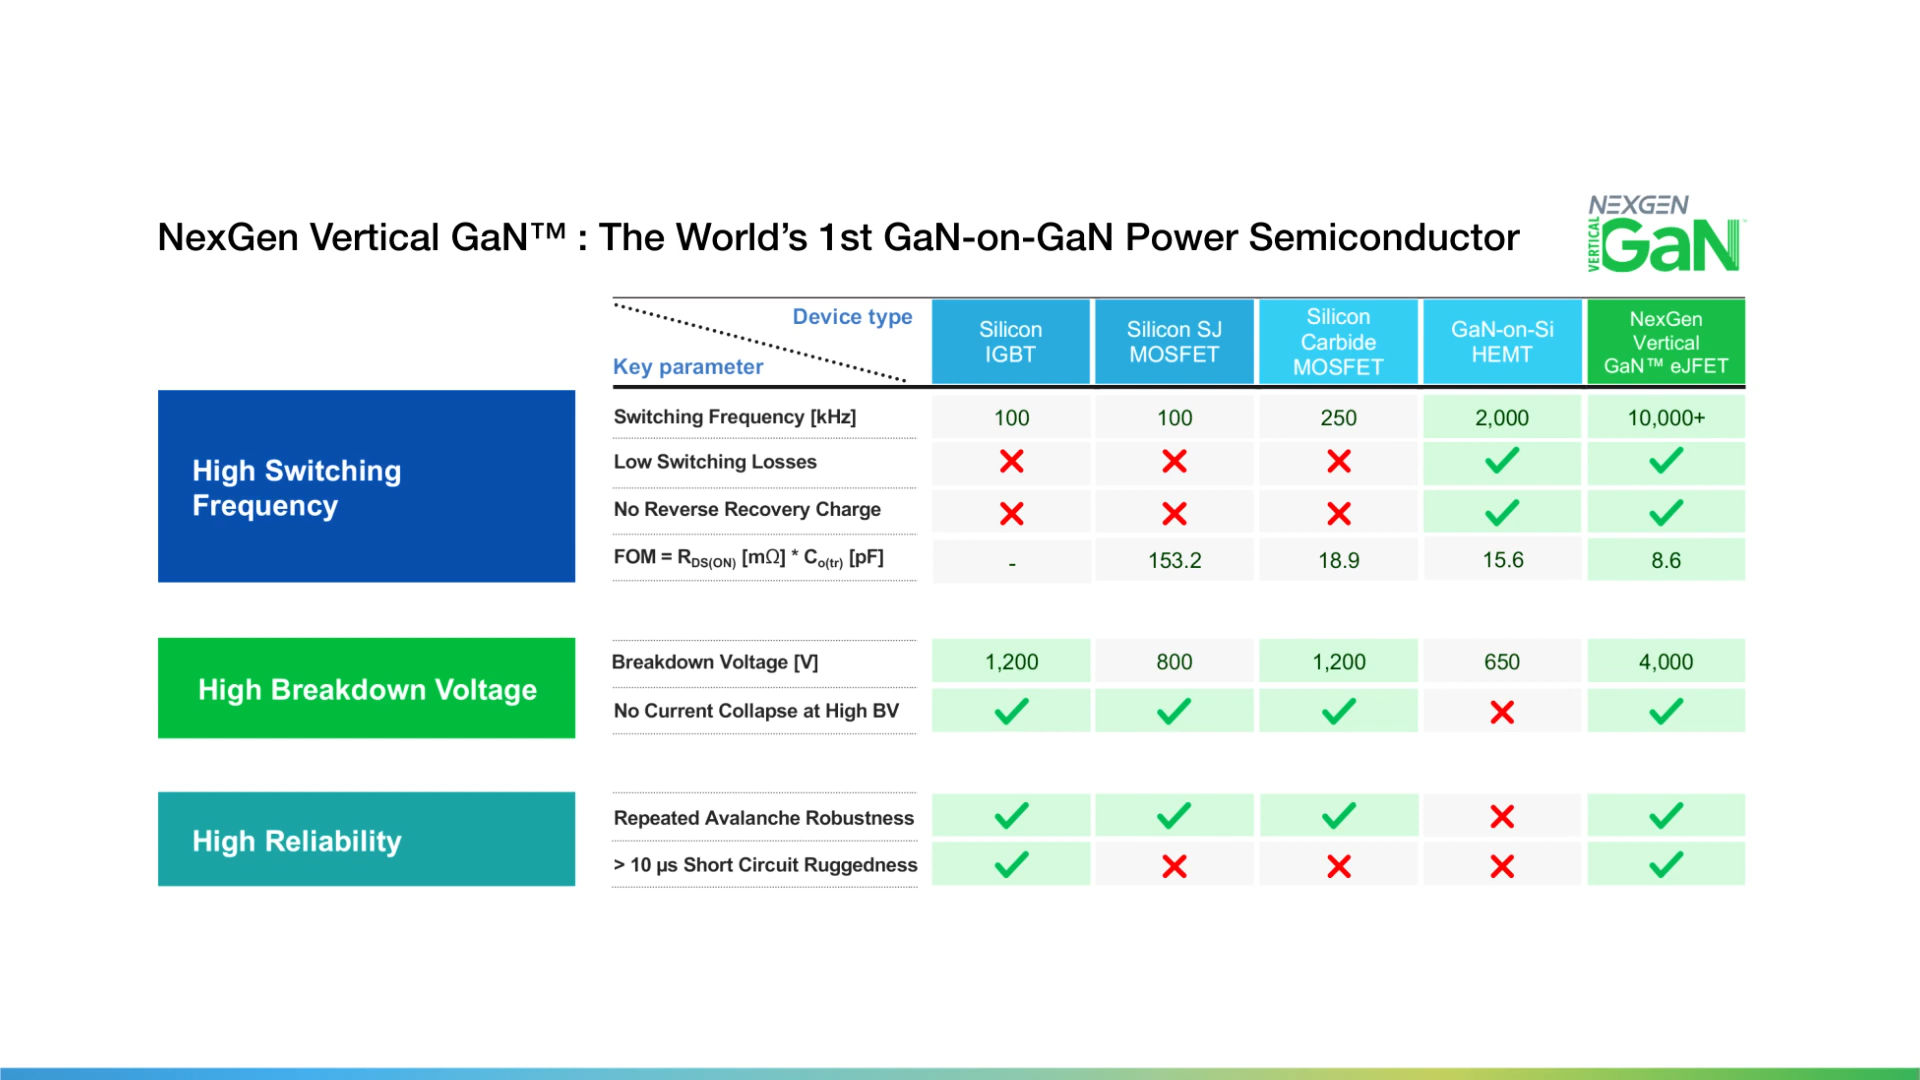 NexGen Vertical GaN™ : The World’s 1st GaN-on-GaN Power Semiconductor
NEXGEN
VERTICAL
GaN
Device type
Key parameter
Silicon
IGBT
Silicon SJ
MOSFET
Silicon
Carbide
MOSFET
GaN-on-Si
HEMT
NexGen
Vertical
GaN™ eJFET
High Switching
Frequency
Switching Frequency [kHz] 100 100 250 2,000 10,000+
Low Switching Losses
No Reverse Recovery Charge
FOM = RDS(ON) [mΩ] * Co(tr) [pF] - 153.2 18.9 15.6 8.6
High Breakdown Voltage
Breakdown Voltage [V] 1,200 800 1,200 650 4,000
No Current Collapse at High BV
High Reliability
Repeated Avalanche Robustness
> 10 µs Short Circuit Ruggedness